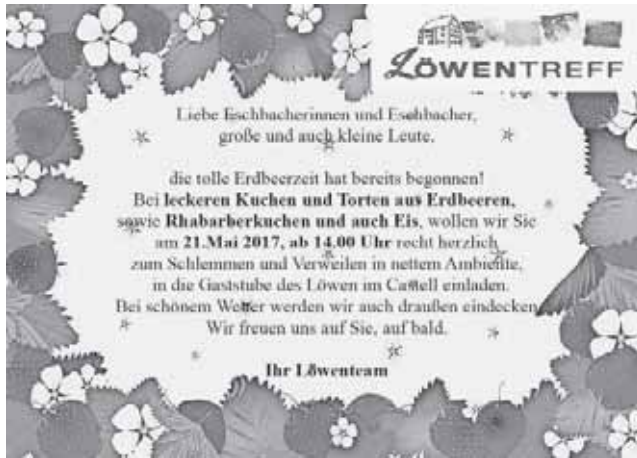 LÖWENTREFF
Liebe Eschbacherinnen und Eschbacher,
große und auch kleine Leute,
die tolle Erdbeerzeit hat bereits begonnen!
Bei leckeren Kuchen und Torten aus Erdbeeren,
sowie Rhabarberkuchen und auch Eis, wollen wir Sie
am 21.Mai 2017, ab 14.00 Uhr recht herzlich
zum Schlemmen und Verweilen in nettem Ambiente,
in die Gaststube des Löwen im Castell einladen.
Bei schönem Wetter werden wir auch draußen eindecken
Wir freuen uns auf Sie, auf bald.
Ihr Löwenteam